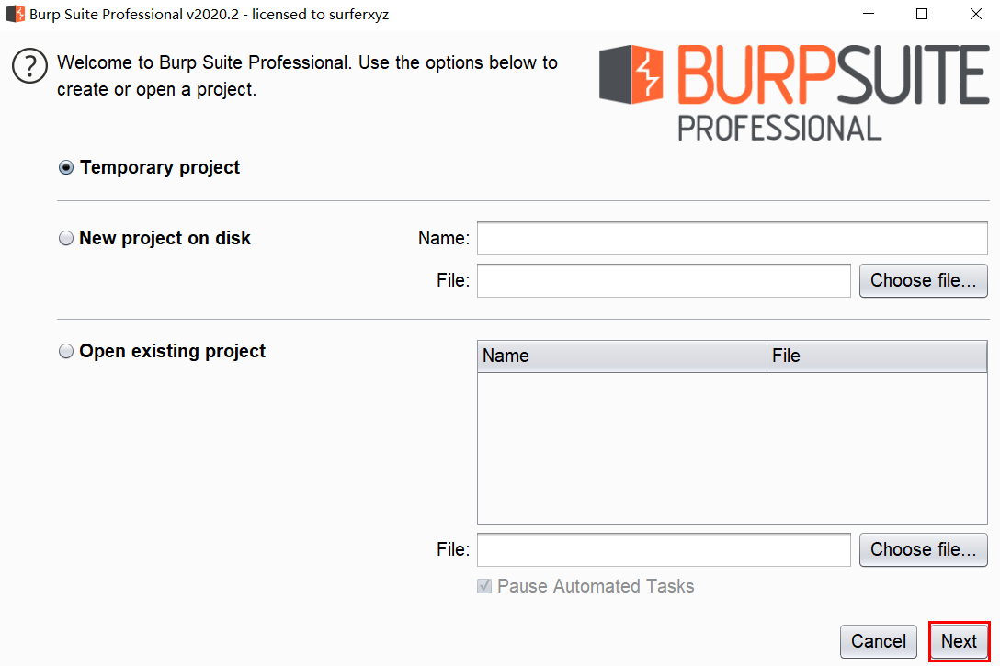 Burp Suite Professional v2020.2 - licensed to surferxyz
? Welcome to Burp Suite Professional. Use the options below to
create or open a project.
BURPSUITE
PROFESSIONAL
Temporary project
New project on disk
Name:
File:
Choose file...
Open existing project
Name File
File:
Choose file...
Pause Automated Tasks
Cancel Next